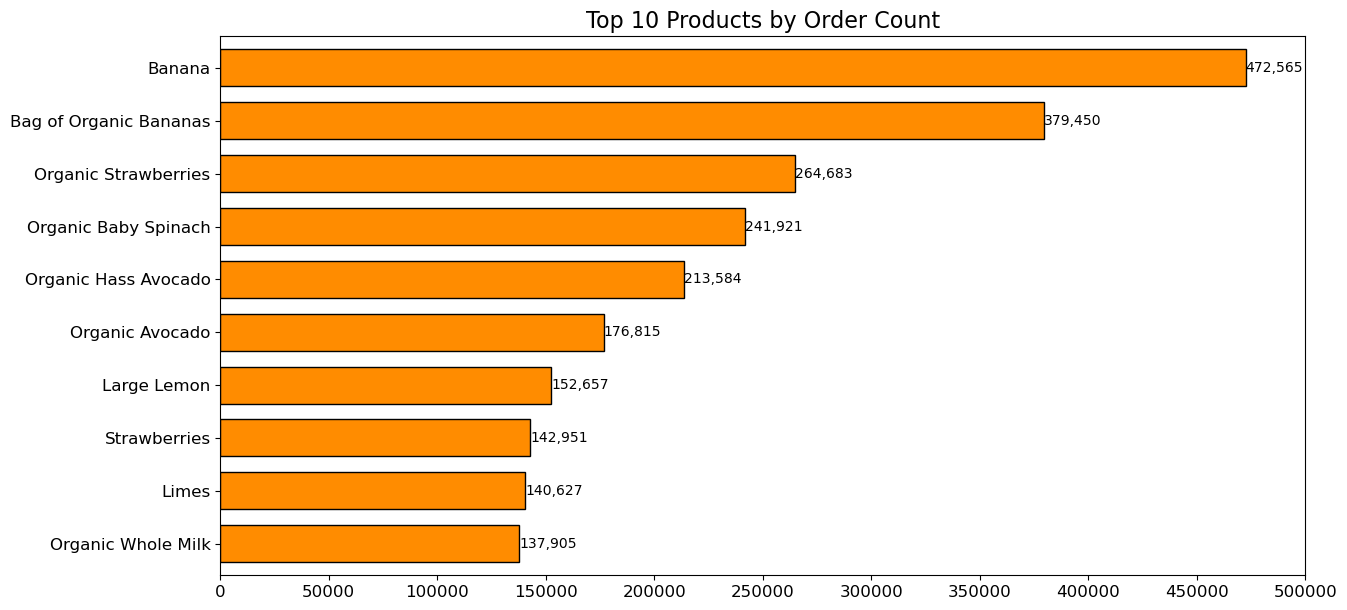 Top 10 Products by Order Count
Banana 472,565
Bag of Organic Bananas 379,450
Organic Strawberries 264,683
Organic Baby Spinach 241,921
Organic Hass Avocado 213,584
Organic Avocado 176,815
Large Lemon 152,657
Strawberries 142,951
Limes 140,627
Organic Whole Milk 137,905
0 50000 100000 150000 200000 250000 300000 350000 400000 450000 500000